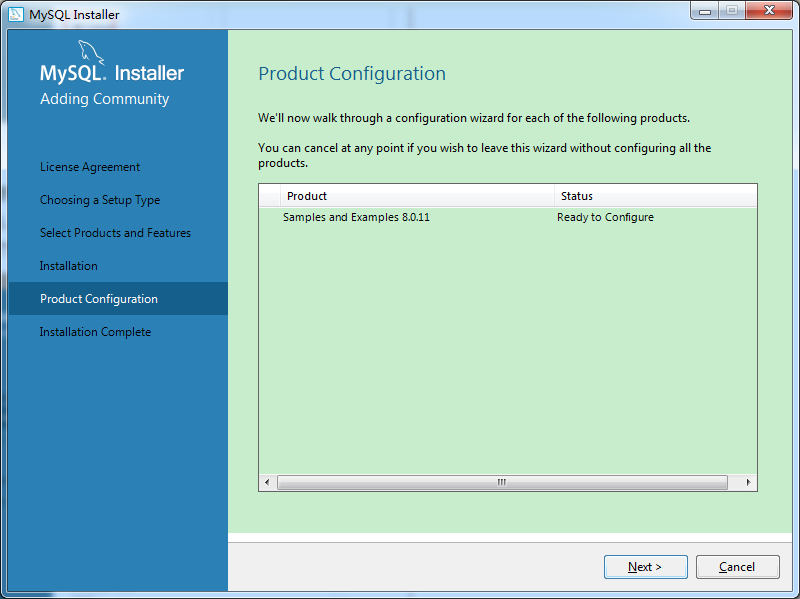 MySQL Installer
MySQL. Installer
Adding Community
License Agreement
Choosing a Setup Type
Select Products and Features
Installation
Product Configuration
Installation Complete
Product Configuration
We'll now walk through a configuration wizard for each of the following products.
You can cancel at any point if you wish to leave this wizard without configuring all the
products.
Product Status
Samples and Examples 8.0.11 Ready to Configure
Next > Cancel